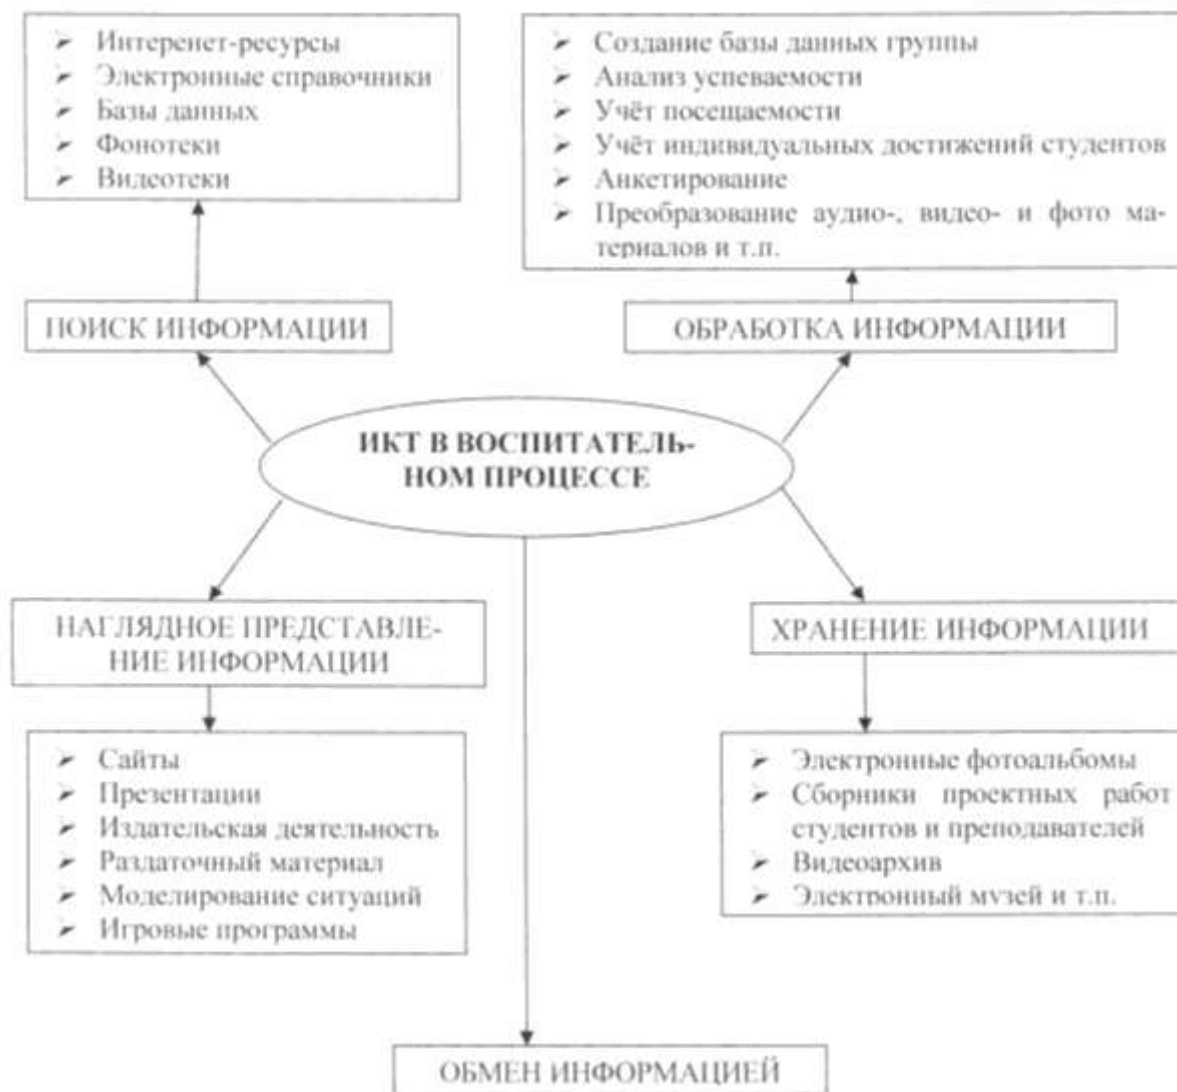 ➢ Интеренет-ресурсы
➢ Электронные справочники
➢ Базы данных
➢ Фонотеки
➢ Видеотеки
ПОИСК ИНФОРМАЦИИ
➢ Создание базы данных группы
➢ Анализ успеваемости
➢ Учёт посещаемости
➢ Учёт индивидуальных достижений студентов
➢ Анкетирование
➢ Преобразование аудио-, видео- и фото ма-
териалов и т.п.
ОБРАБОТКА ИНФОРМАЦИИ
ИКТ В ВОСПИТАТЕЛЬ-
НОМ ПРОЦЕССЕ
НАГЛЯДНОЕ ПРЕДСТАВЛЕ-
НИЕ ИНФОРМАЦИИ
➢ Сайты
➢ Презентации
➢ Издательская деятельность
➢ Раздаточный материал
➢ Моделирование ситуаций
➢ Игровые программы
ХРАНЕНИЕ ИНФОРМАЦИИ
➢ Электронные фотоальбомы
➢ Сборники проектных работ
студентов и преподавателей
➢ Видеоархив
➢ Электронный музей и т.п.
ОБМЕН ИНФОРМАЦИЕЙ